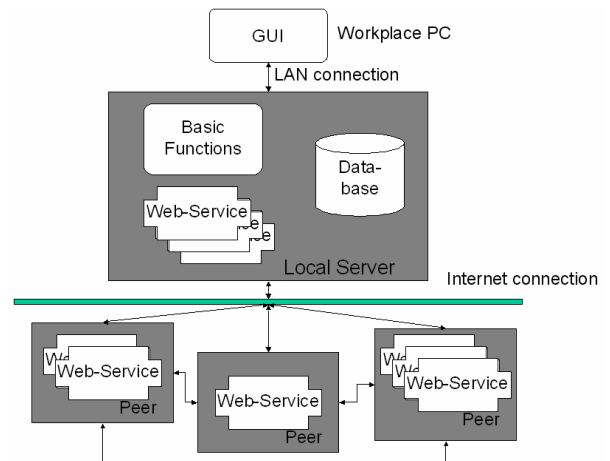 GUI
Workplace PC
LAN connection
Basic
Functions
Data-
base
Web-Service
Local Server
Internet connection
Web-Service
Peer
Web-Service
Peer
Web-Service
Peer